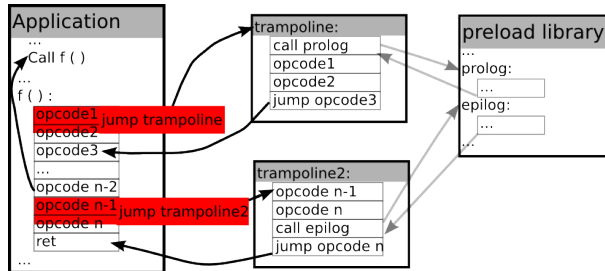 Application
...
Call f ( )
...
f ( ) :
opcode1
jump trampoline
opcode2
opcode3
...
opcode n-2
opcode n-1
jump trampoline2
opcode n
ret
...
trampoline:
call prolog
opcode1
opcode2
jump opcode3
trampoline2:
opcode n-1
opcode n
call epilog
jump opcode n
preload library
...
prolog:
...
epilog:
...
...